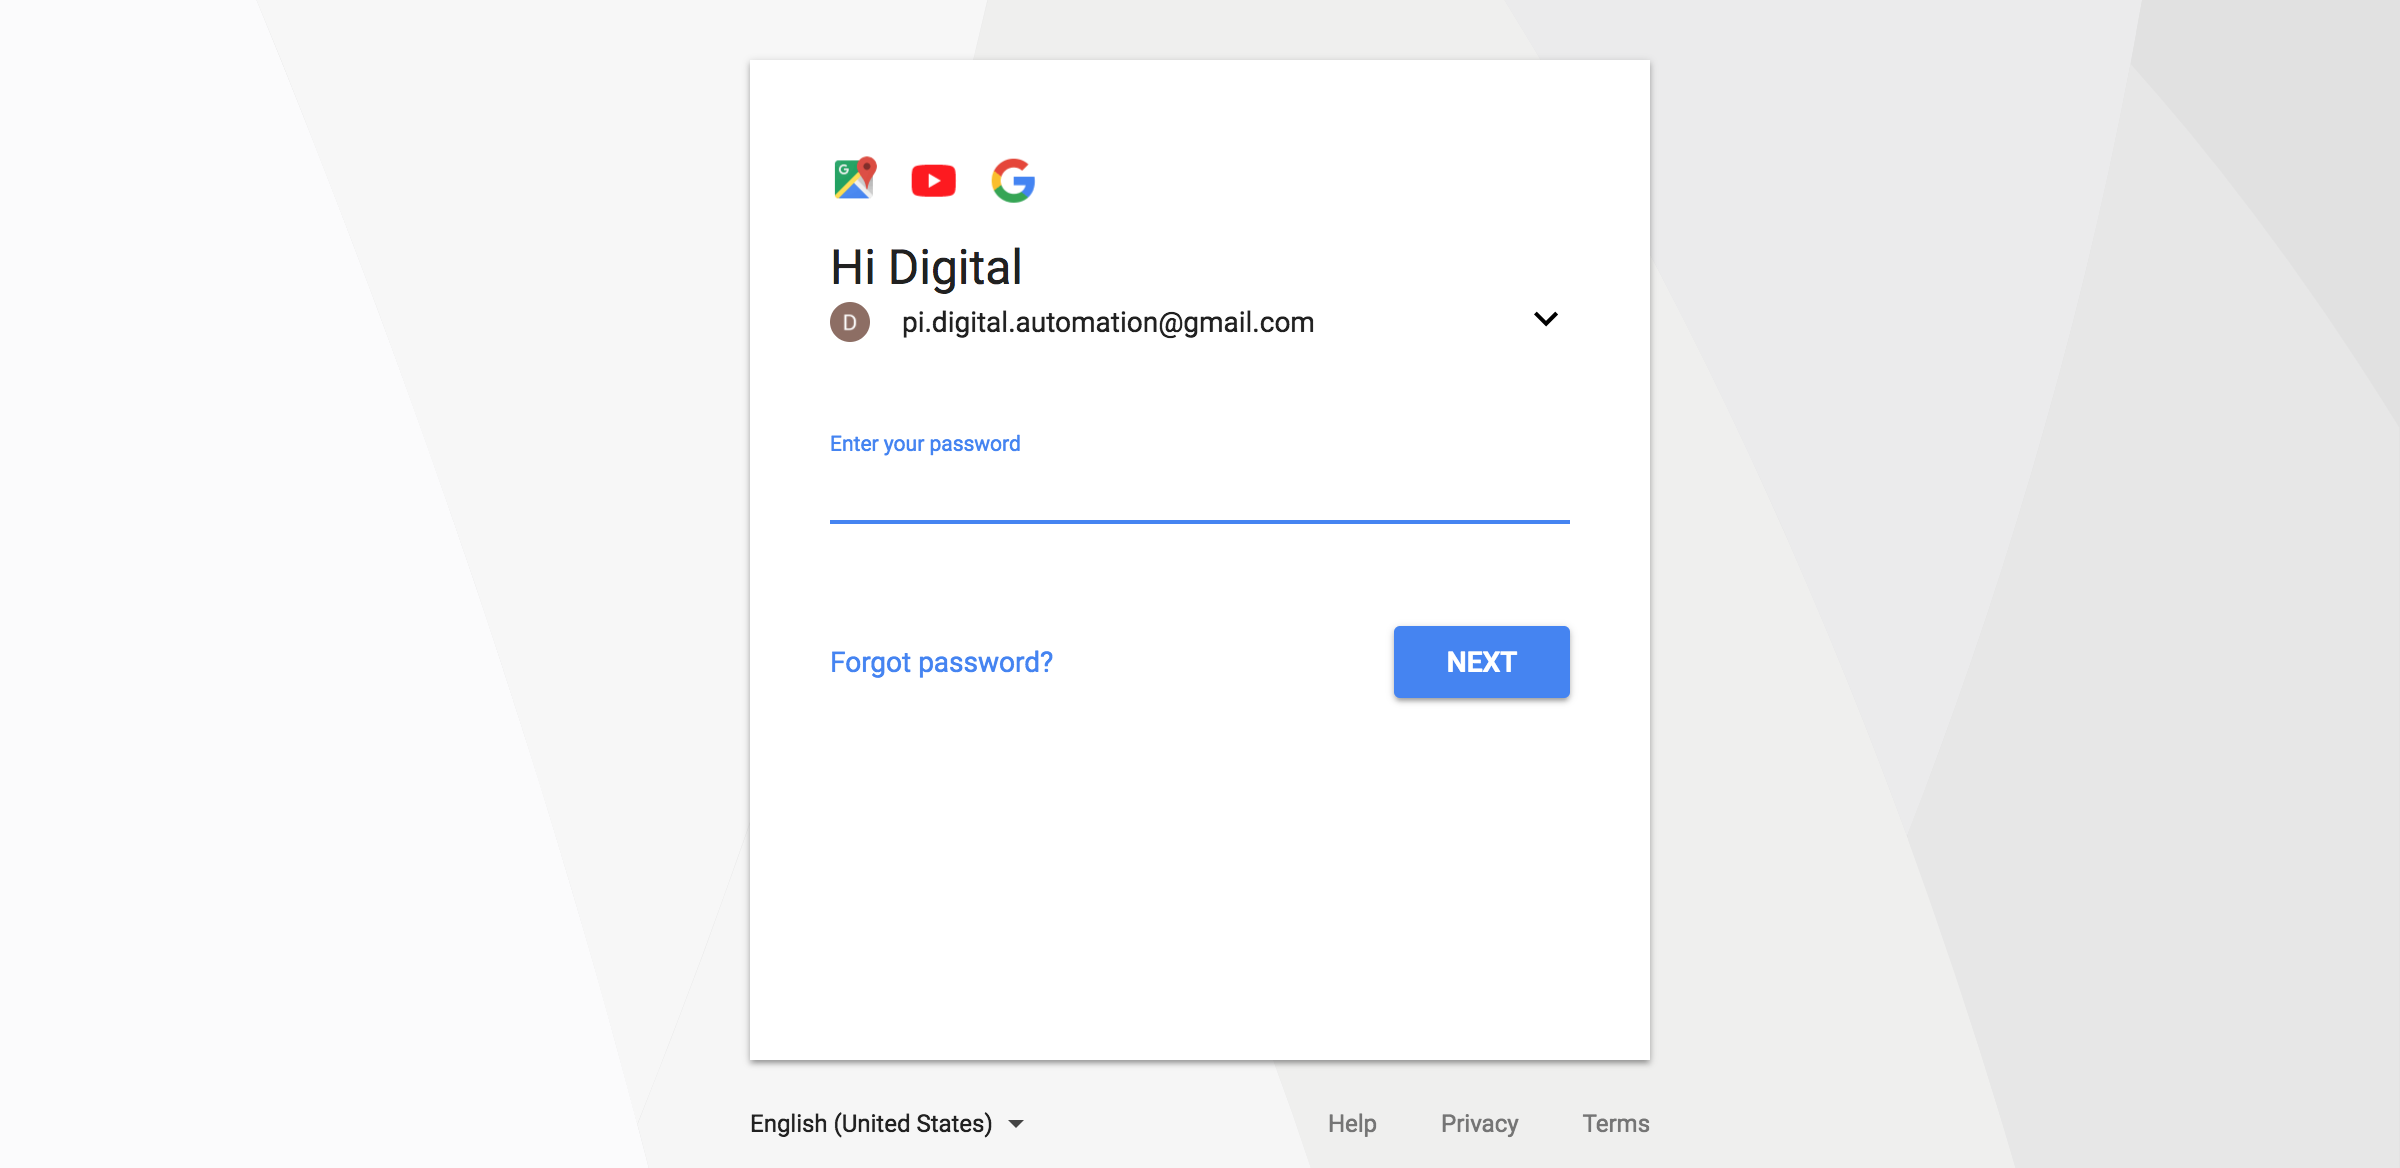 Hi Digital
D pi.digital.automation@gmail.com
Enter your password
Forgot password? NEXT
English (United States) Help Privacy Terms